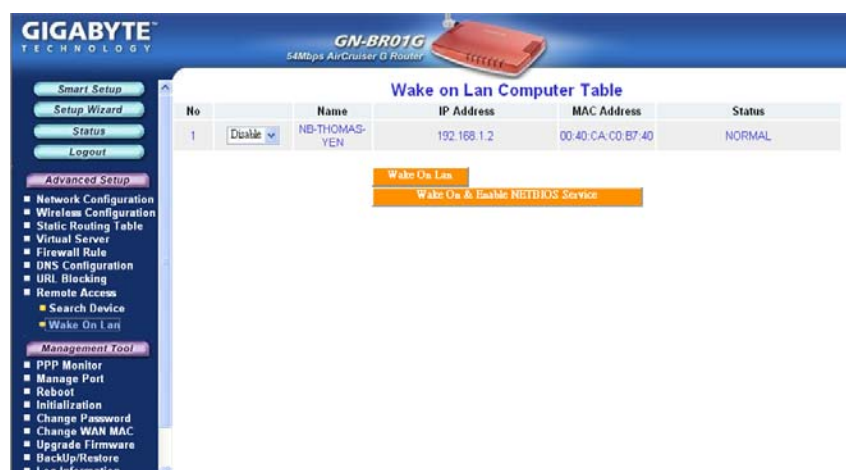 GIGABYTE™
TECHNOLOGY
GN-BR01G
54Mbps AirCruiser G Router
Smart Setup
Setup Wizard
Status
Logout
Advanced Setup
Network Configuration
Wireless Configuration
Static Routing Table
Virtual Server
Firewall Rule
DNS Configuration
URL Blocking
Remote Access
Search Device
Wake On Lan
Management Tool
PPP Monitor
Manage Port
Reboot
Initialization
Change Password
Change WAN MAC
Upgrade Firmware
BackUp/Restore
Log Information
Wake on Lan Computer Table
No Name IP Address MAC Address Status
1 Disable NB-THOMAS-YEN 192.168.1.2 00:40:CA:C0:B7:40 NORMAL
Wake On Lan
Wake On & Enable NETBIOS Service